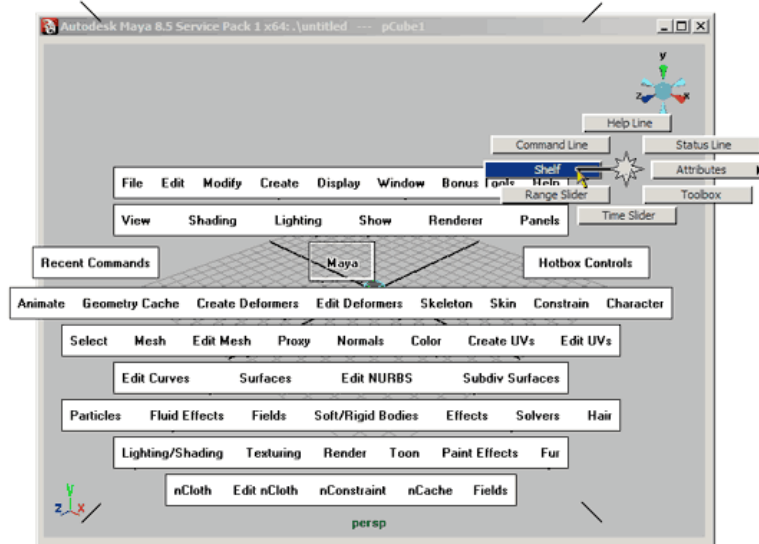 Autodesk Maya 8.5 Service Pack 1 x64: .\untitled --- pCube1
y
z x
Help Line
Command Line Status Line
Shelf Attributes
Range Slider Toolbox
Time Slider
File Edit Modify Create Display Window Bonus Tools Help
View Shading Lighting Show Renderer Panels
Recent Commands Maya Hotbox Controls
Animate Geometry Cache Create Deformers Edit Deformers Skeleton Skin Constrain Character
Select Mesh Edit Mesh Proxy Normals Color Create UVs Edit UVs
Edit Curves Surfaces Edit NURBS Subdiv Surfaces
Particles Fluid Effects Fields Soft/Rigid Bodies Effects Solvers Hair
Lighting/Shading Texturing Render Toon Paint Effects Fur
nCloth Edit nCloth nConstraint nCache Fields
y
z x
persp